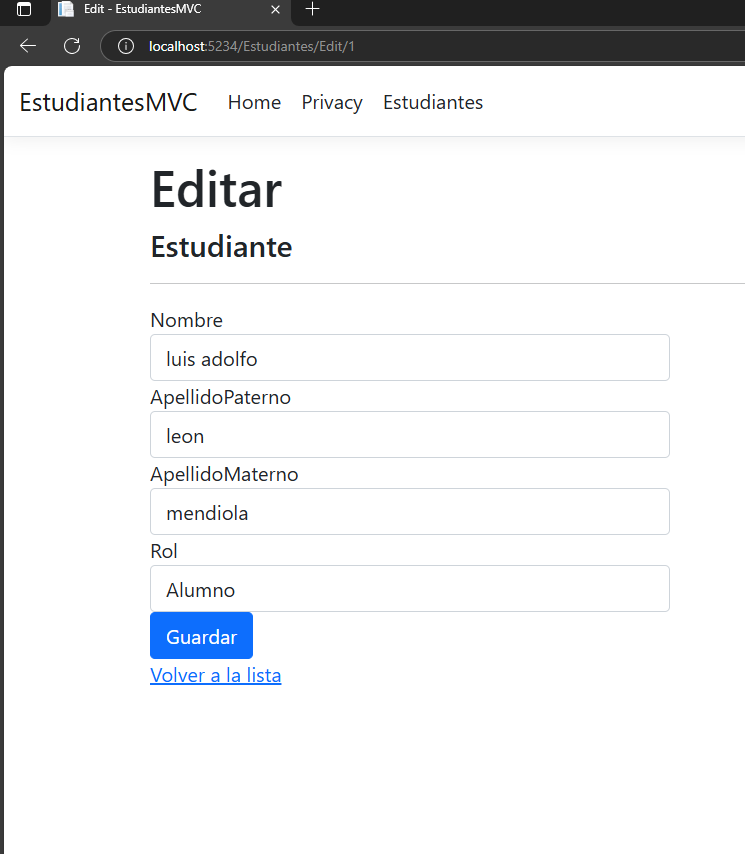 Edit - EstudiantesMVC
localhost:5234/Estudiantes/Edit/1
EstudiantesMVC Home Privacy Estudiantes
Editar
Estudiante
Nombre
luis adolfo
ApellidoPaterno
leon
ApellidoMaterno
mendiola
Rol
Alumno
Guardar
Volver a la lista